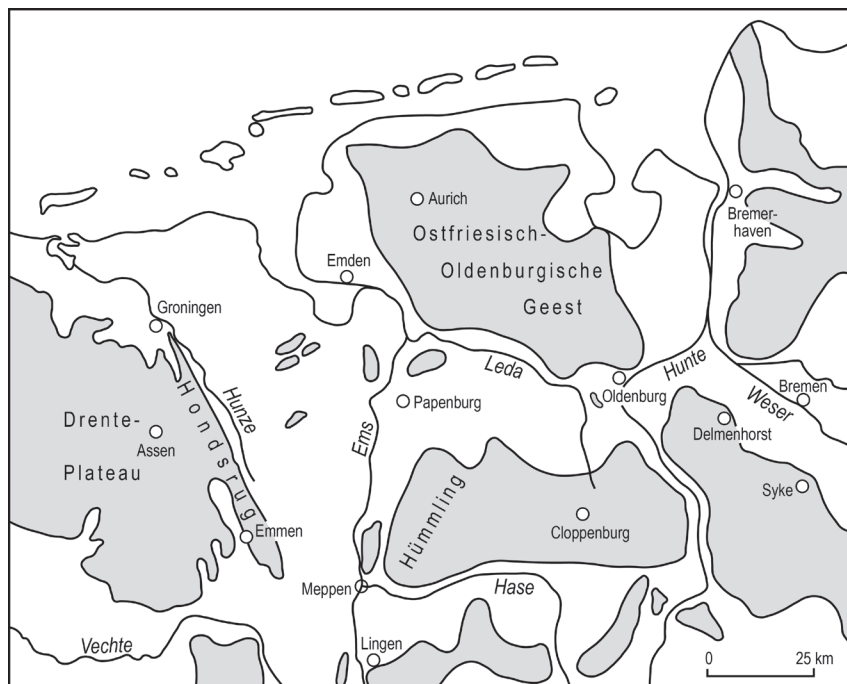 Aurich
Ostfriesisch-
Oldenburgische
Geest
Bremer-
haven
Emden
Groningen
Hunze
Hondsrug
Drente-
Plateau
Assen
Emmen
Leda
Hunte
Oldenburg
Bremen
Weser
Papenburg
Ems
Delmenhorst
Syke
Hümmling
Cloppenburg
Meppen
Hase
Vechte
Lingen
0 25 km